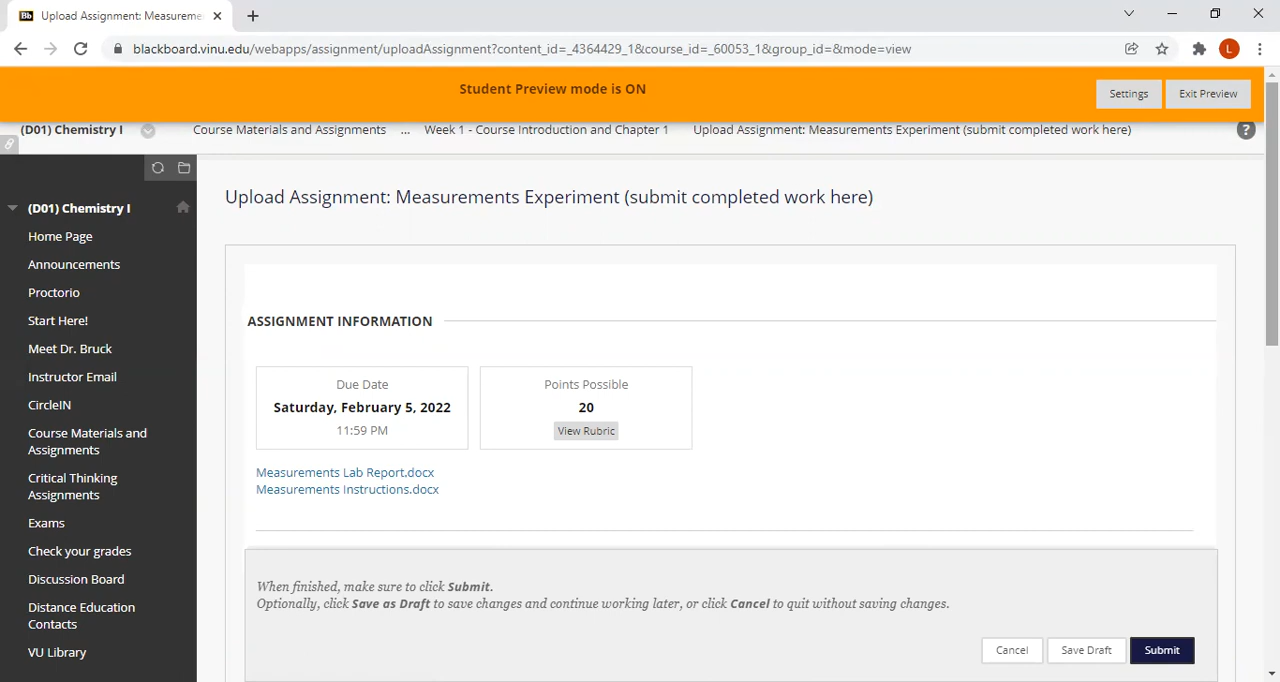 Bb Upload Assignment: Measureme
blackboard.vinu.edu/webapps/assignment/uploadAssignment?content_id=_4364429_1&course_id=_60053_1&group_id=&mode=view
L
Student Preview mode is ON
Settings
Exit Preview
(D01) Chemistry I
Course Materials and Assignments
...
Week 1 - Course Introduction and Chapter 1
Upload Assignment: Measurements Experiment (submit completed work here)
?
(D01) Chemistry I
Home Page
Announcements
Proctorio
Start Here!
Meet Dr. Bruck
Instructor Email
CircleIN
Course Materials and
Assignments
Critical Thinking
Assignments
Exams
Check your grades
Discussion Board
Distance Education
Contacts
VU Library
Upload Assignment: Measurements Experiment (submit completed work here)
ASSIGNMENT INFORMATION
Due Date
Saturday, February 5, 2022
11:59 PM
Points Possible
20
View Rubric
Measurements Lab Report.docx
Measurements Instructions.docx
When finished, make sure to click Submit.
Optionally, click Save as Draft to save changes and continue working later, or click Cancel to quit without saving changes.
Cancel
Save Draft
Submit